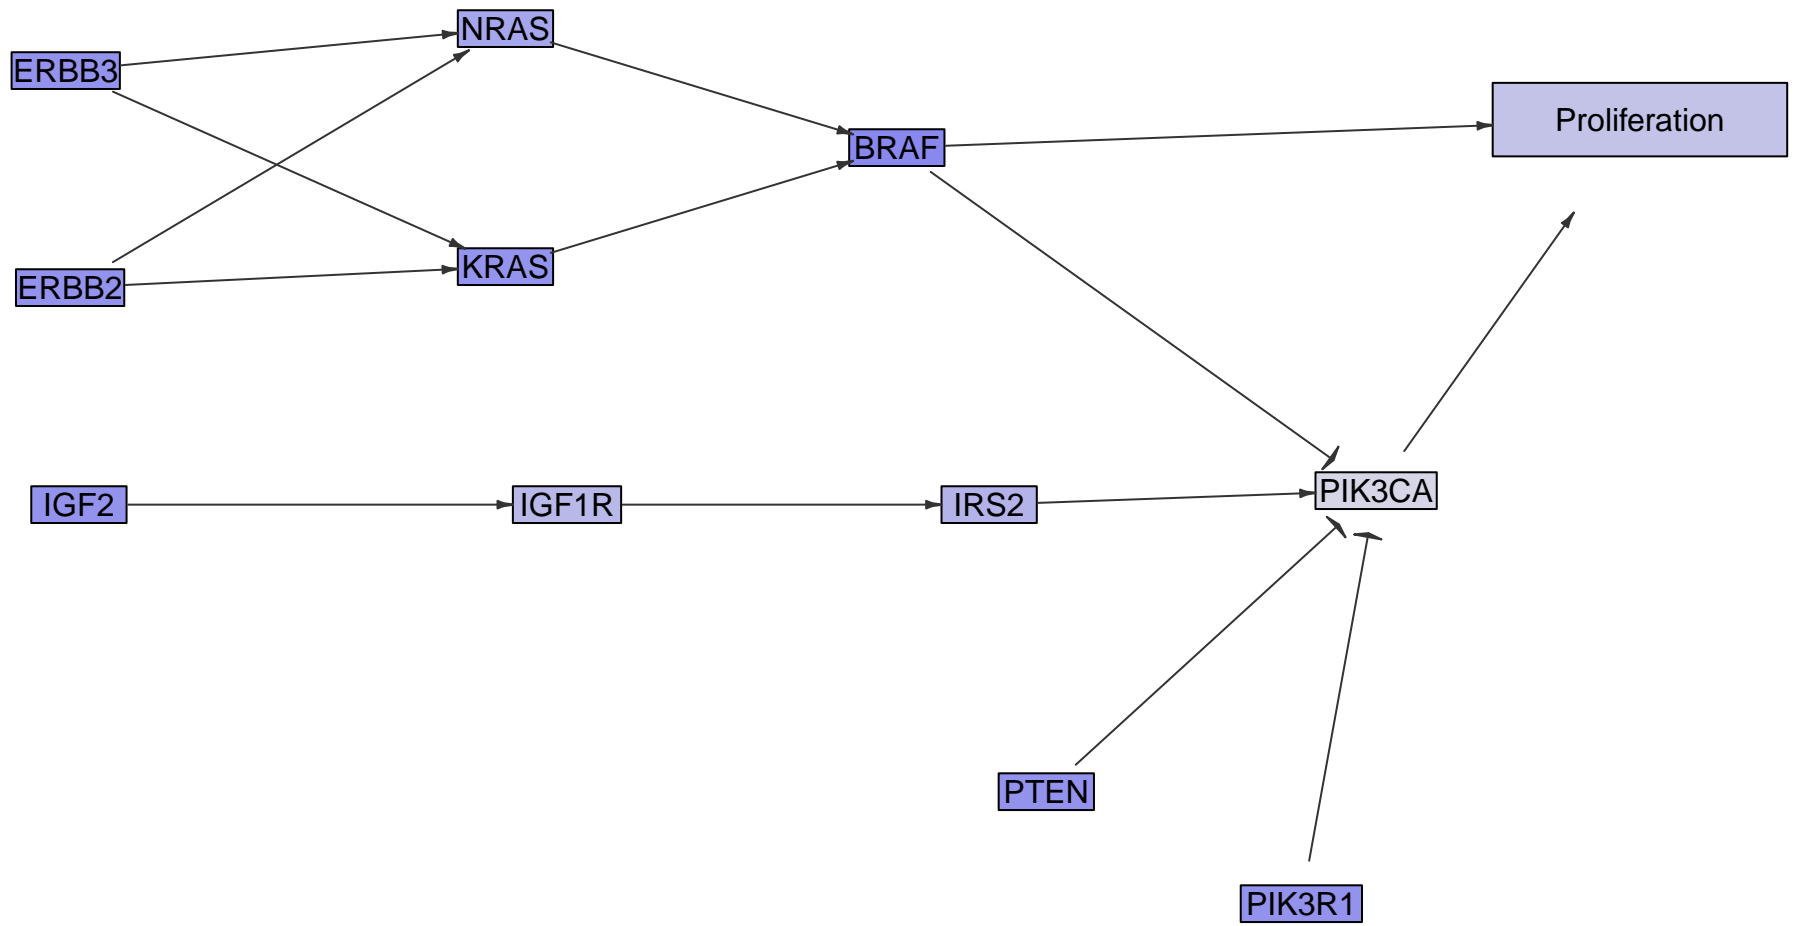 NRAS
ERBB3
Proliferation
BRAF
KRAS
ERBB2
IGF2
IGF1R
IRS2
PIK3CA
PTEN
PIK3R1